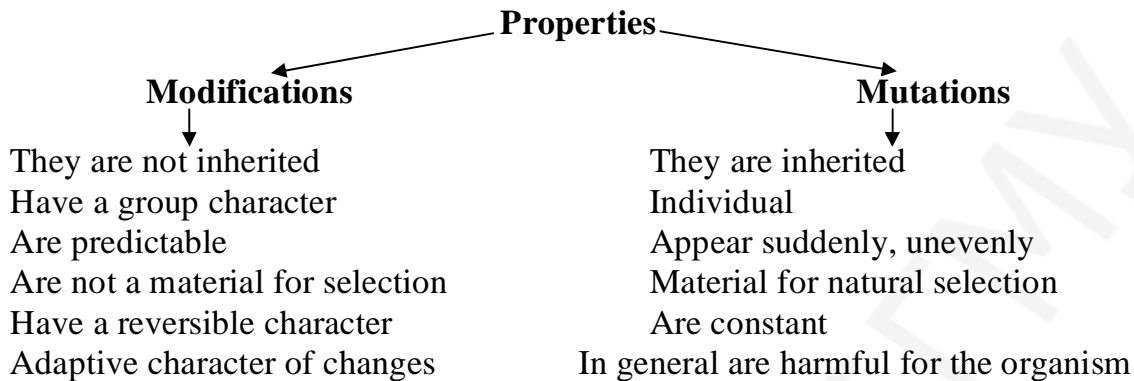 Properties
Modifications Mutations
They are not inherited They are inherited
Have a group character Individual
Are predictable Appear suddenly, unevenly
Are not a material for selection Material for natural selection
Have a reversible character Are constant
Adaptive character of changes In general are harmful for the organism
ГМУ